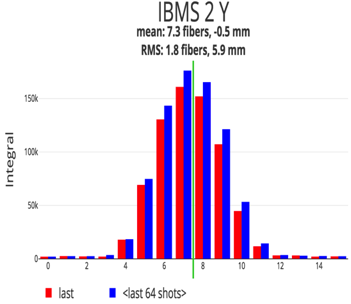 IBMS 2 Y
mean: 7.3 fibers, -0.5 mm
RMS: 1.8 fibers, 5.9 mm
Integral
150k
100k
50k
0
0 2 4 6 8 10 12 14
last <last 64 shots>